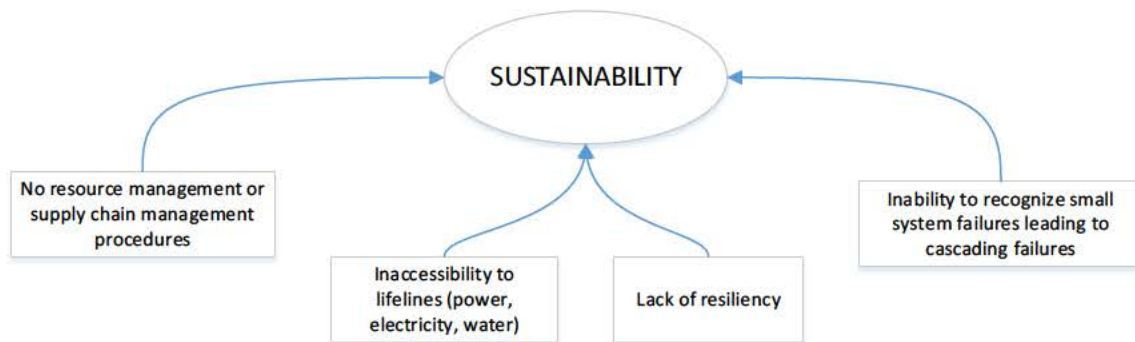 SUSTAINABILITY
No resource management or
supply chain management
procedures
Inaccessibility to
lifelines (power,
electricity, water)
Lack of resiliency
Inability to recognize small
system failures leading to
cascading failures